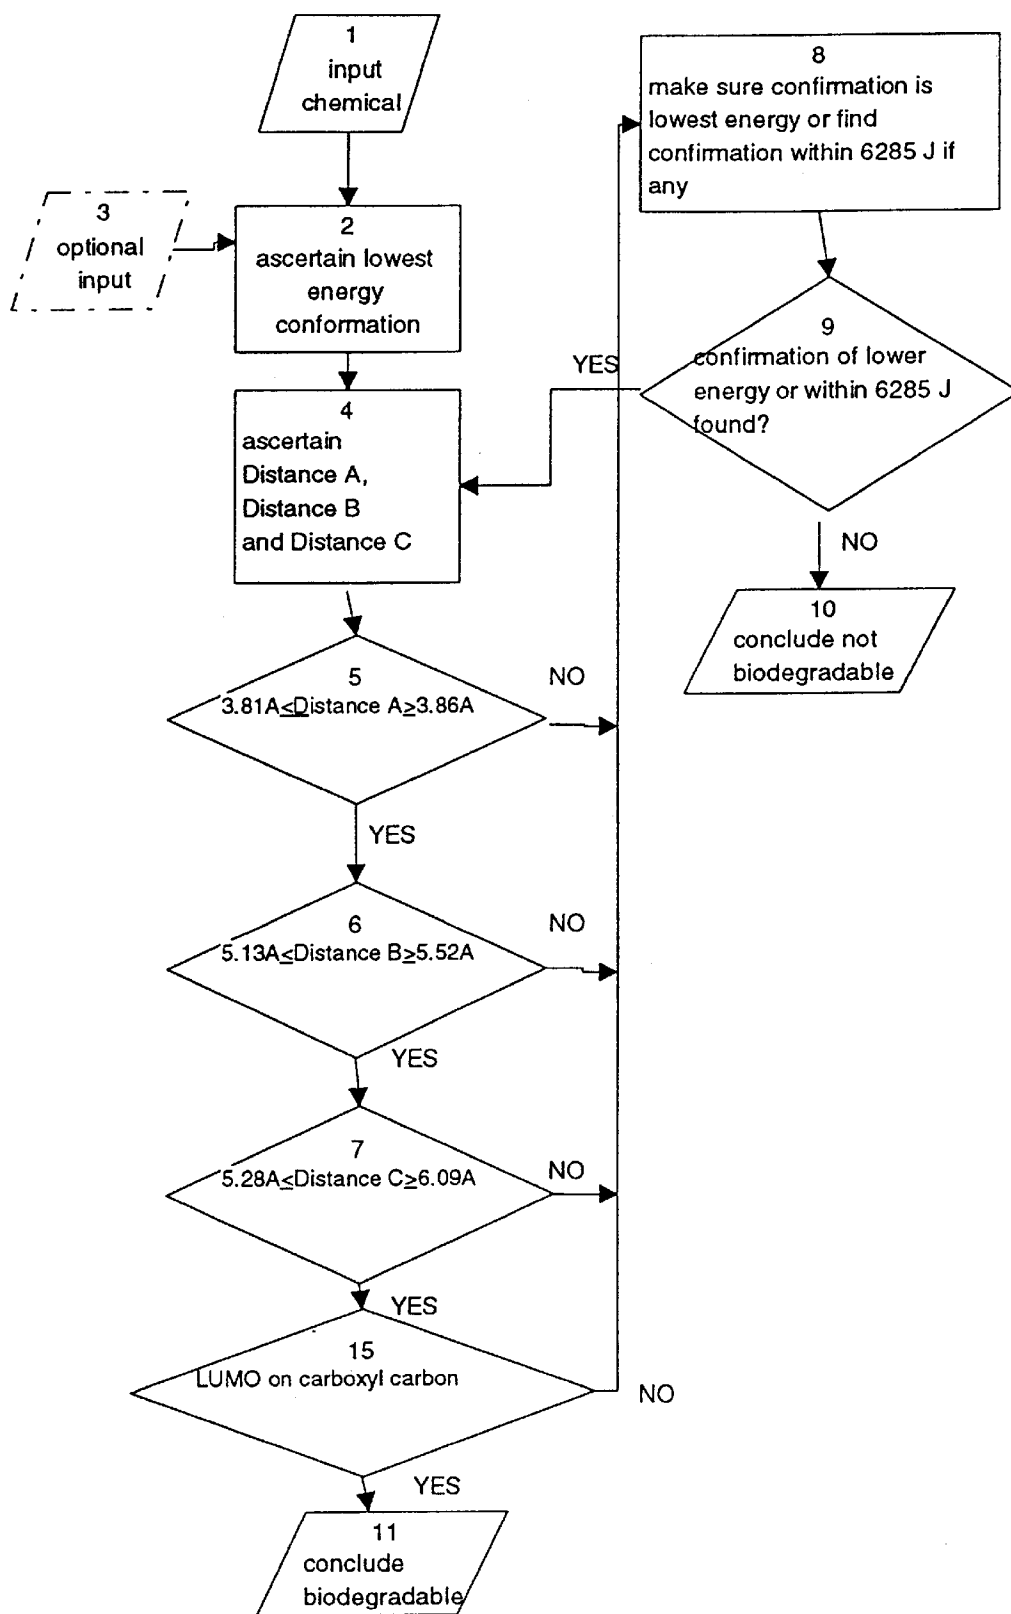 1
input
chemical
3
optional
input
2
ascertain lowest
energy
conformation
4
ascertain
Distance A,
Distance B
and Distance C
5
3.81A≤Distance A≥3.86A
NO
YES
6
5.13A≤Distance B≥5.52A
NO
YES
7
5.28A≤Distance C≥6.09A
NO
YES
15
LUMO on carboxyl carbon
NO
YES
11
conclude
biodegradable
8
make sure confirmation is
lowest energy or find
confirmation within 6285 J if
any
9
confirmation of lower
energy or within 6285 J
found?
YES
NO
10
conclude not
biodegradable